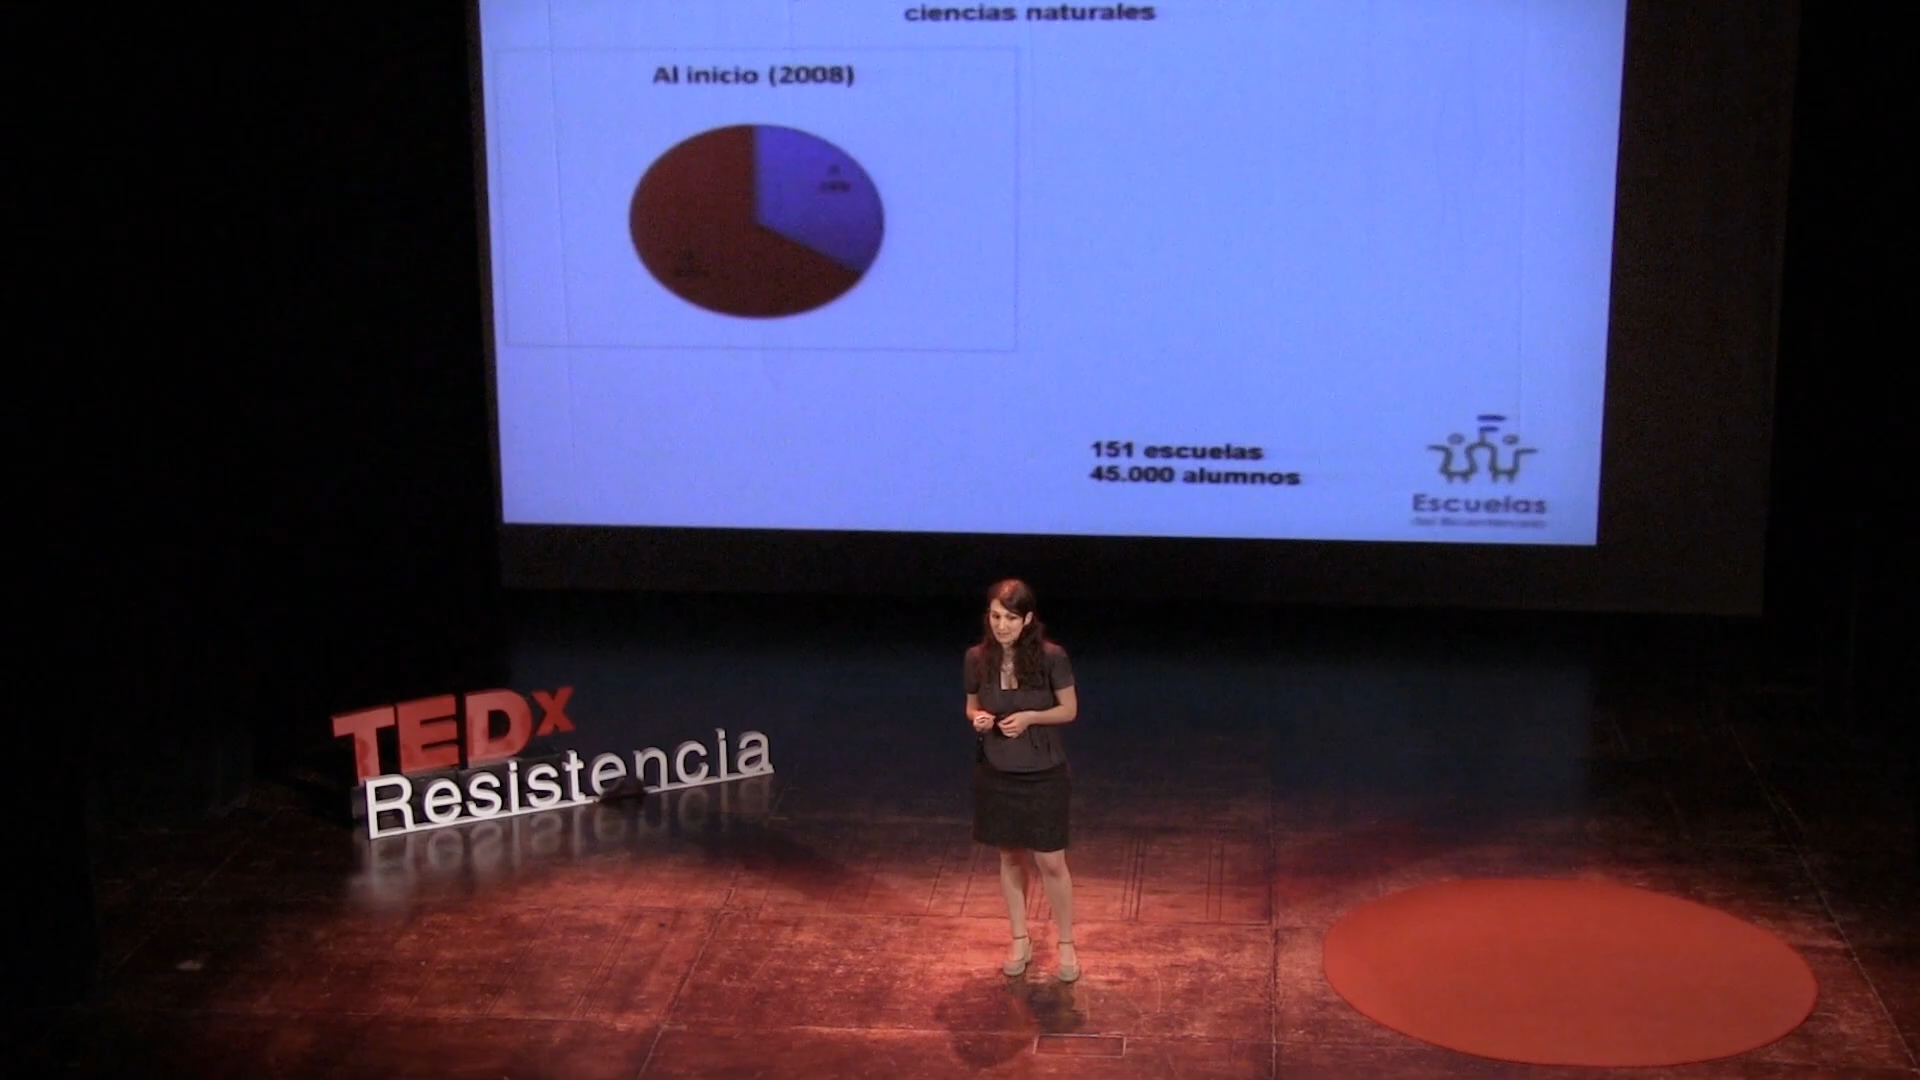 ciencias naturales
Al inicio (2008)
151 escuelas
45.000 alumnos
Escuelas
TEDx
Resistencia